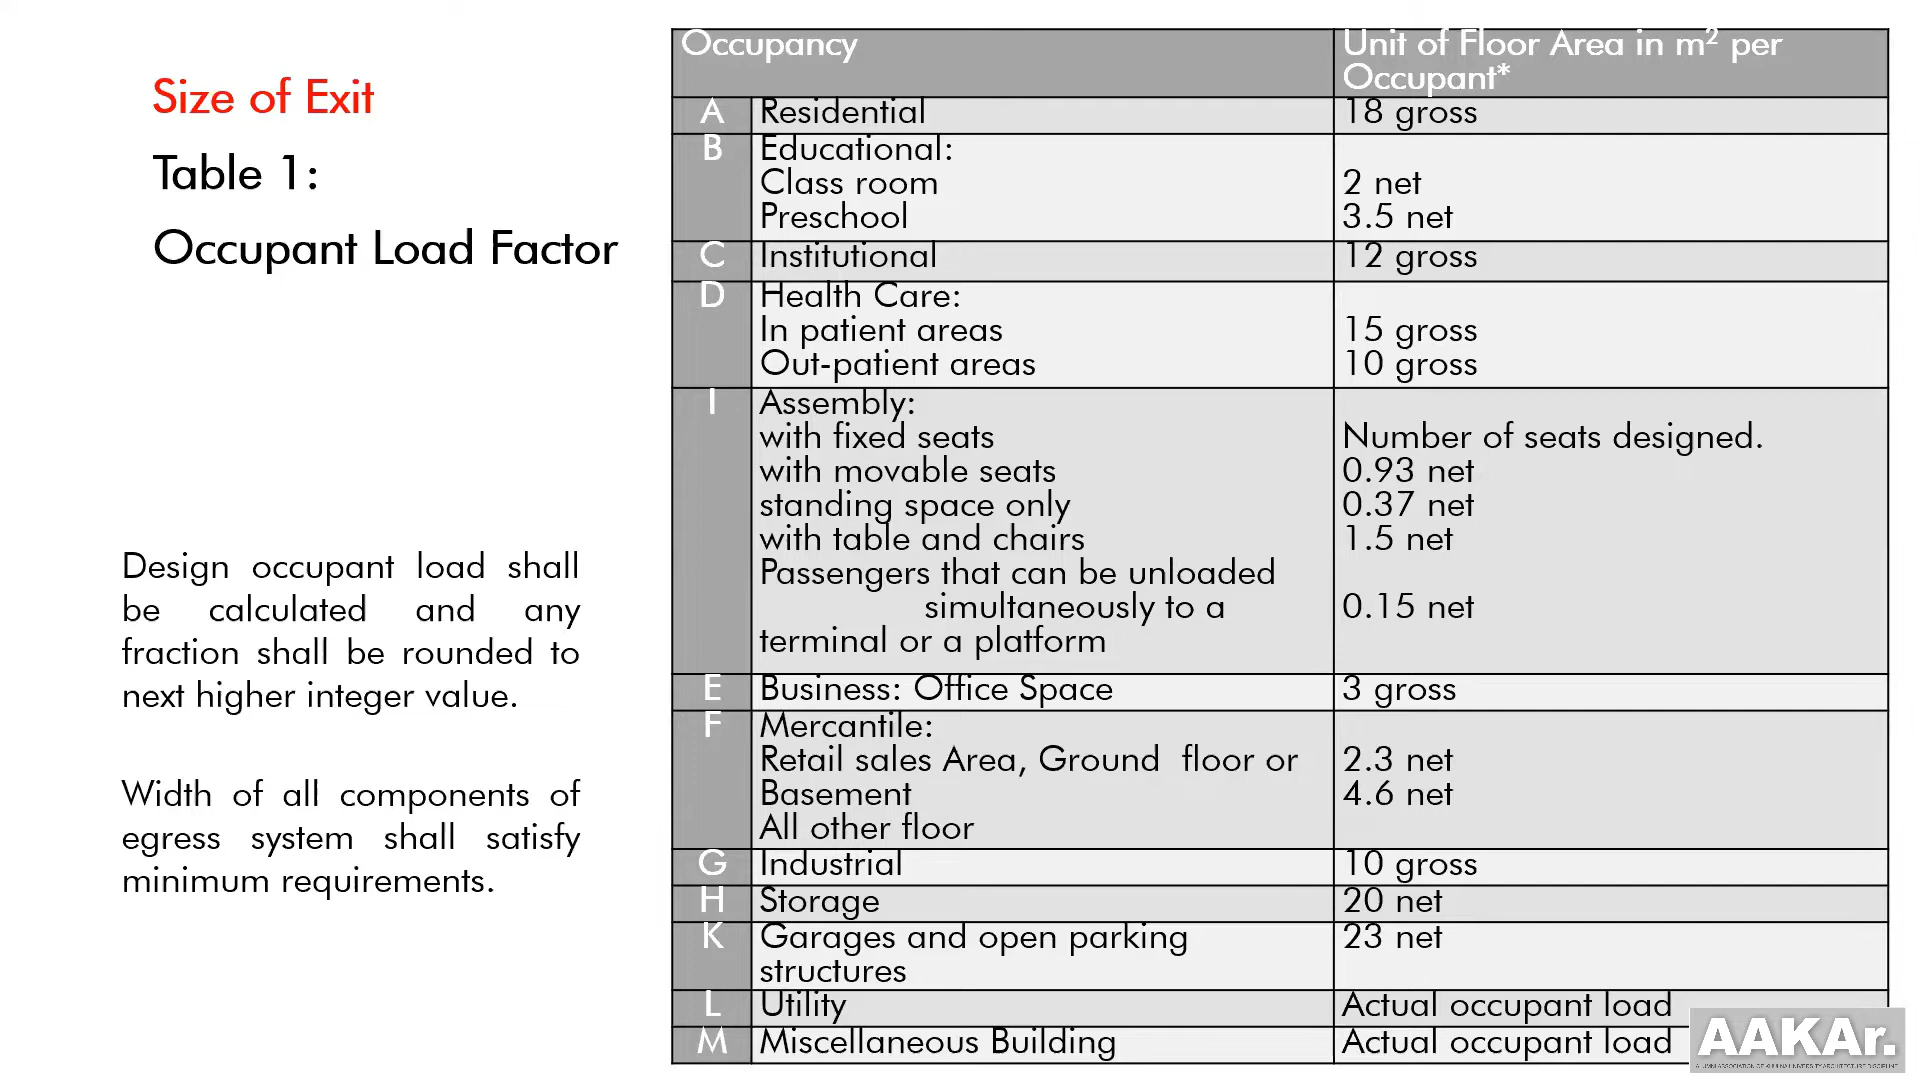 Size of Exit
Table 1:
Occupant Load Factor
Design occupant load shall
be calculated and any
fraction shall be rounded to
next higher integer value.
Width of all components of
egress system shall satisfy
minimum requirements.
Occupancy Unit of Floor Area in m² per
Occupant*
A Residential 18 gross
B Educational:
Class room 2 net
Preschool 3.5 net
C Institutional 12 gross
D Health Care:
In patient areas 15 gross
Out-patient areas 10 gross
I Assembly:
with fixed seats Number of seats designed.
with movable seats 0.93 net
standing space only 0.37 net
with table and chairs 1.5 net
Passengers that can be unloaded
simultaneously to a 0.15 net
terminal or a platform
E Business: Office Space 3 gross
F Mercantile:
Retail sales Area, Ground floor or 2.3 net
Basement 4.6 net
All other floor
G Industrial 10 gross
H Storage 20 net
K Garages and open parking 23 net
structures
L Utility Actual occupant load
M Miscellaneous Building Actual occupant load
AAKAr.
ALUMNI ASSOCIATION OF KHULNA UNIVERSITY ARCHITECTURE DISCIPLINE